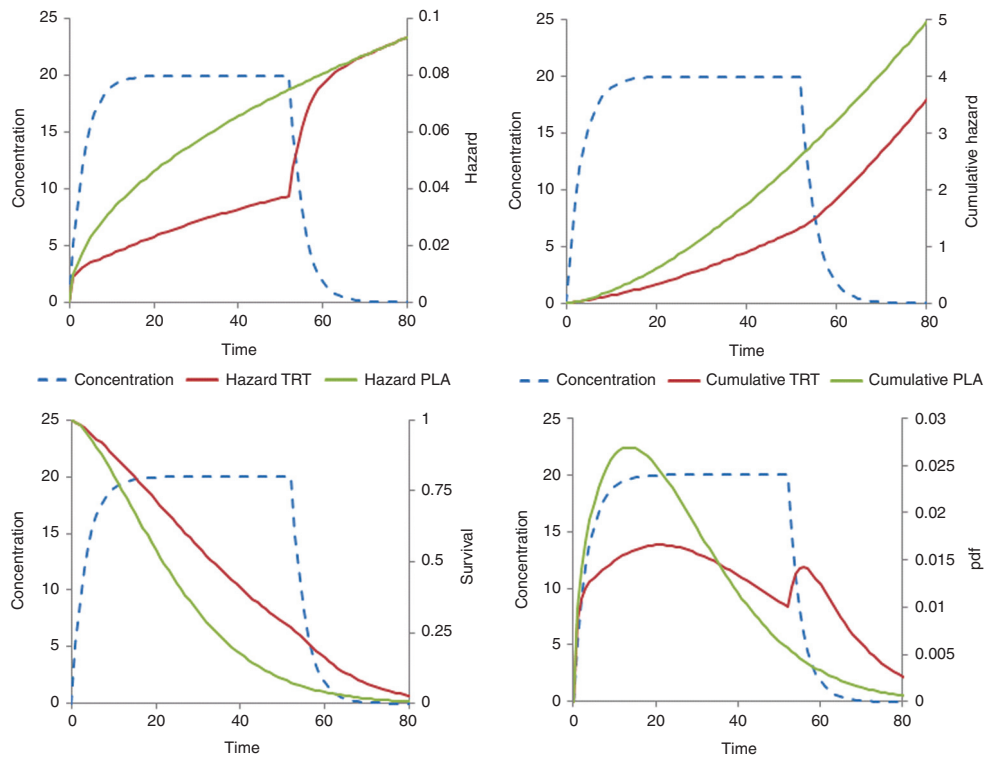 25
20
15
10
5
0
Concentration
0.1
0.08
0.06
0.04
0.02
0
Hazard
0 20 40 60 80
Time
Concentration Hazard TRT Hazard PLA
25
20
15
10
5
0
Concentration
5
4
3
2
1
0
Cumulative hazard
0 20 40 60 80
Time
Concentration Cumulative TRT Cumulative PLA
25
20
15
10
5
0
Concentration
1
0.75
0.5
0.25
0
Survival
0 20 40 60 80
Time
25
20
15
10
5
0
Concentration
0.03
0.025
0.02
0.015
0.01
0.005
0
pdf
0 20 40 60 80
Time